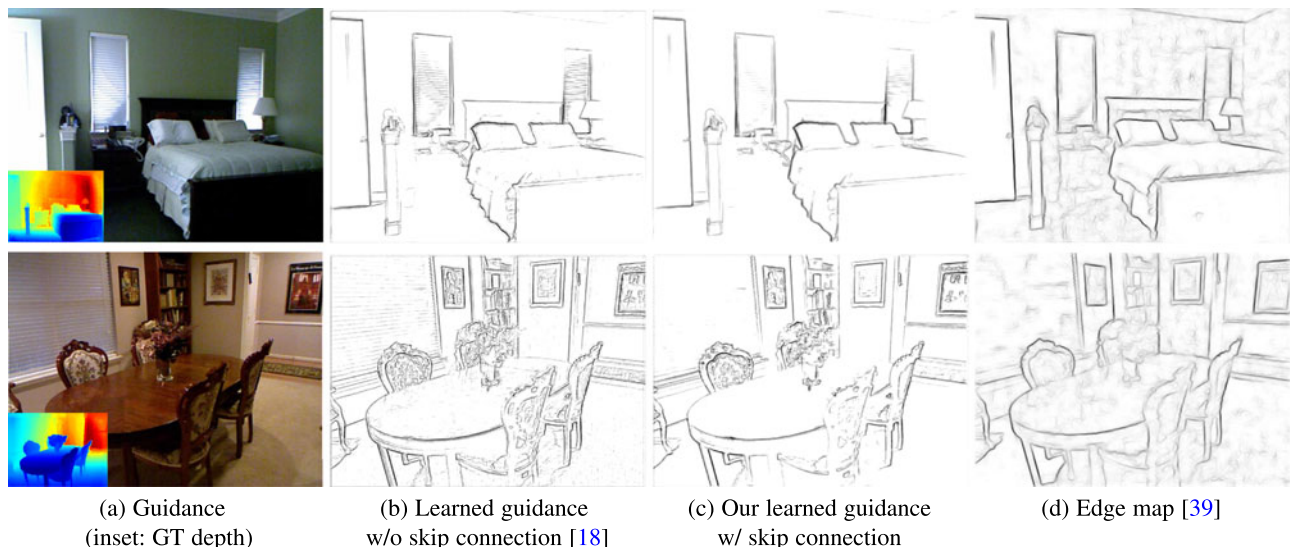 (a) Guidance
(inset: GT depth)
(b) Learned guidance
w/o skip connection [18]
(c) Our learned guidance
w/ skip connection
(d) Edge map [39]